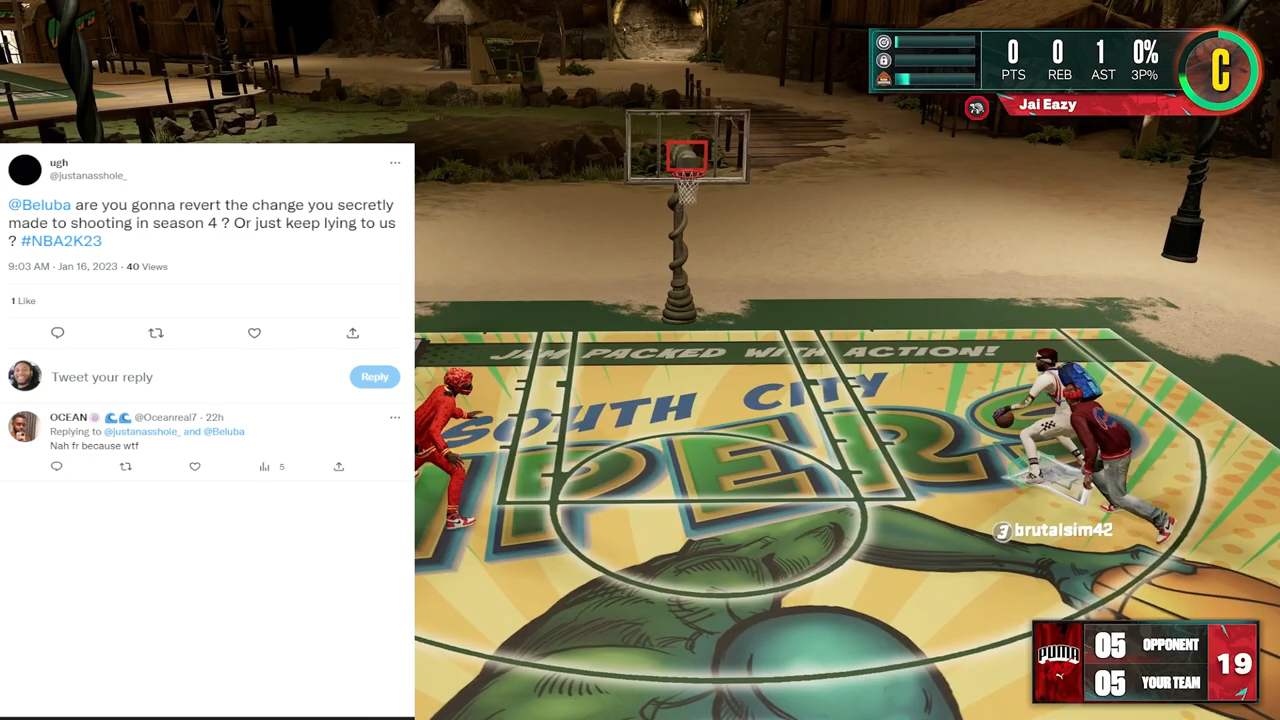 ugh
@justanasshole_
@Beluba are you gonna revert the change you secretly
made to shooting in season 4 ? Or just keep lying to us
? #NBA2K23
9:03 AM · Jan 16, 2023 · 40 Views
1 Like
Tweet your reply
Reply
OCEAN🌸 🌊🌊 @Oceanreal7 · 22h
Replying to @justanasshole_ and @Beluba
Nah fr because wtf
5
0 0 1 0%
PTS REB AST 3P%
C
Jai Eazy
JAM PACKED WITH ACTION!
SOUTH CITY
brutalsim42
3
PUMA
05 OPPONENT
05 YOUR TEAM
19